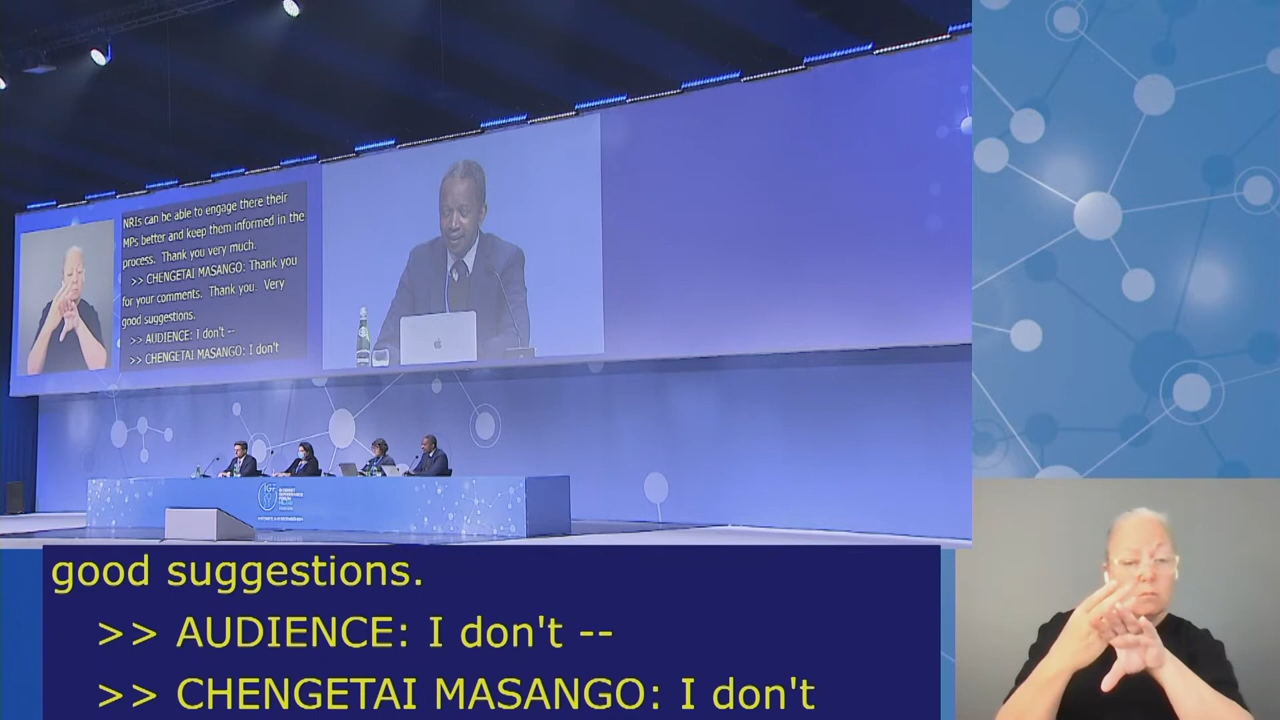 NRIs can be able to engage there their
MPs better and keep them informed in the
process. Thank you very much.
>> CHENGETAI MASANGO: Thank you
for your comments. Thank you. Very
good suggestions.
>> AUDIENCE: I don't --
>> CHENGETAI MASANGO: I don't
IGF
good suggestions.
>> AUDIENCE: I don't --
>> CHENGETAI MASANGO: I don't